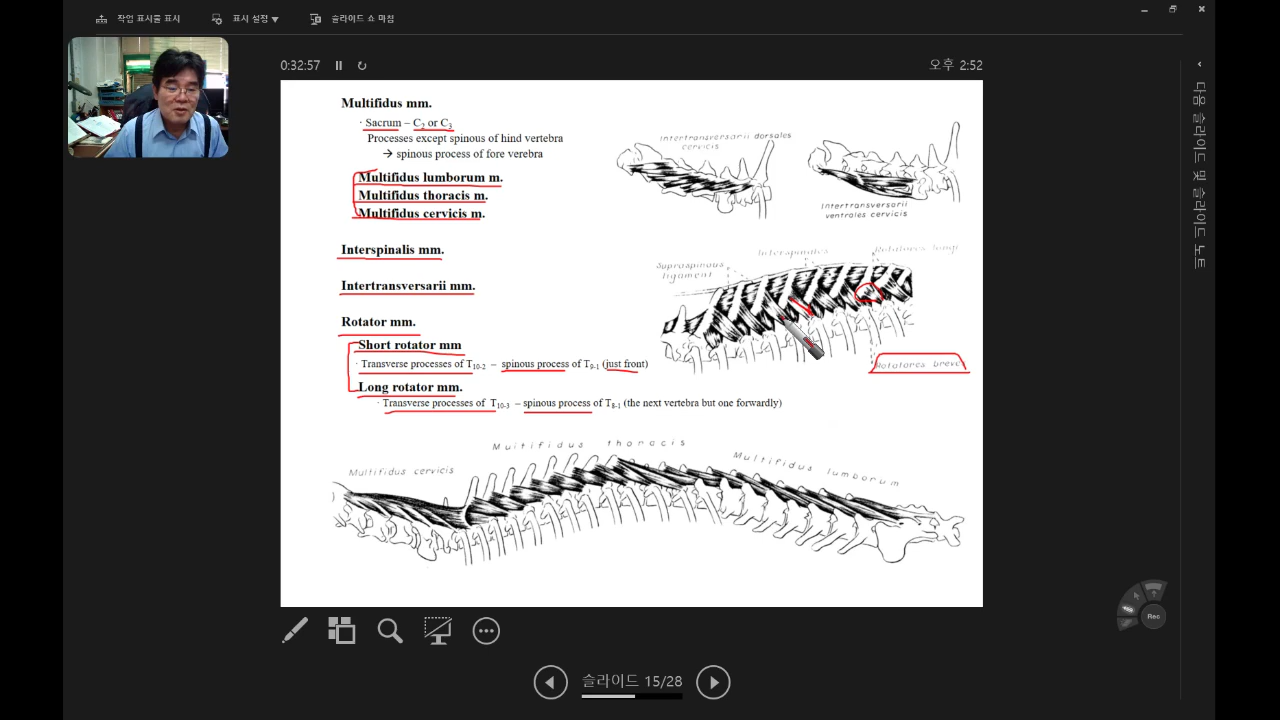 작업 표시줄 표시
표시 설정 ▼
슬라이드 쇼 마침
0:32:57
오후 2:52
다음 슬라이드 및 슬라이드 노
Multifidus mm.
· Sacrum – C2 or C3
Processes except spinous of hind vertebra
→ spinous process of fore verebra
Multifidus lumborum m.
Multifidus thoracis m.
Multifidus cervicis m.
Interspinalis mm.
Intertransversarii mm.
Rotator mm.
Short rotator mm
· Transverse processes of T10-2 – spinous process of T9-1 (just front)
Long rotator mm.
· Transverse processes of T10-3 – spinous process of T8-1 (the next vertebra but one forwardly)
Intertransversarii dorsales
cervicis
Intertransversarii
ventrales cervicis
Supraspinous
ligament
Interspinales
Rotatores longi
Rotatores breves
Multifidus cervicis
Multifidus thoracis
Multifidus lumborum
Rec
슬라이드 15/28